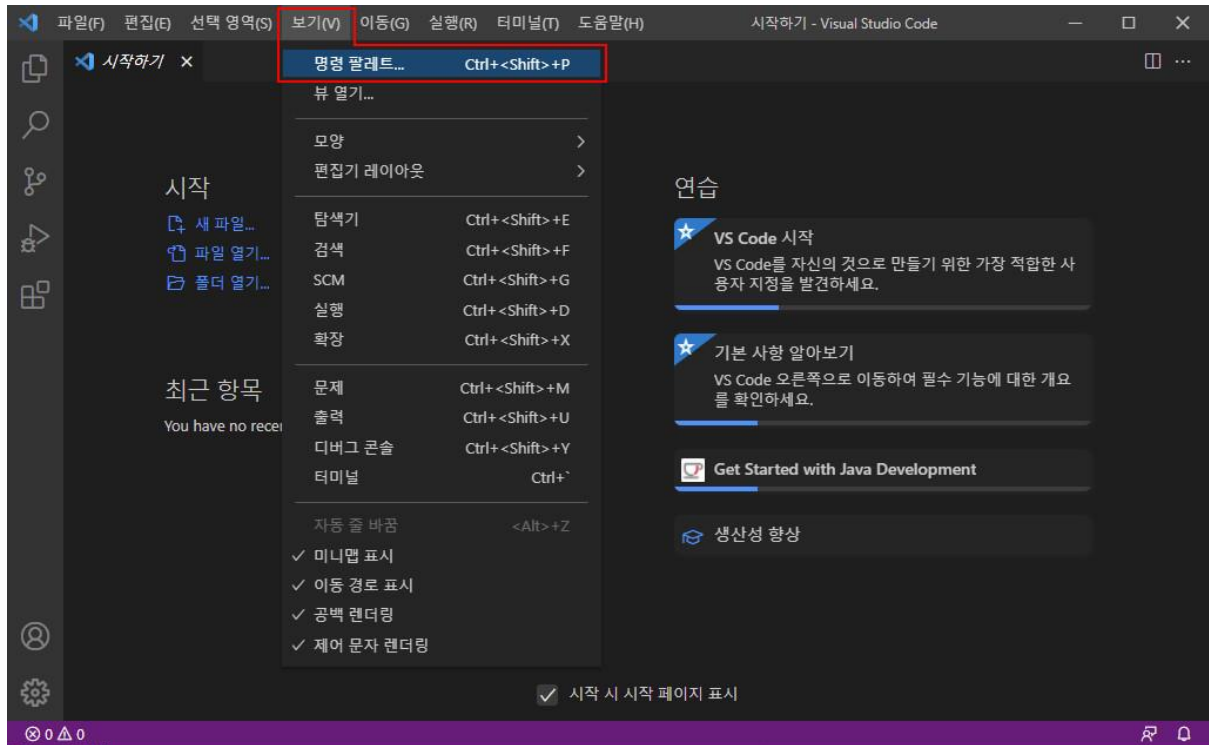 파일(F) 편집(E) 선택 영역(S) 보기(V) 이동(G) 실행(R) 터미널(T) 도움말(H) 시작하기 - Visual Studio Code
시작하기
명령 팔레트... Ctrl+<Shift>+P
뷰 열기...
모양
편집기 레이아웃
탐색기 Ctrl+<Shift>+E
검색 Ctrl+<Shift>+F
SCM Ctrl+<Shift>+G
실행 Ctrl+<Shift>+D
확장 Ctrl+<Shift>+X
문제 Ctrl+<Shift>+M
출력 Ctrl+<Shift>+U
디버그 콘솔 Ctrl+<Shift>+Y
터미널 Ctrl+`
자동 줄 바꿈 <Alt>+Z
미니맵 표시
이동 경로 표시
공백 렌더링
제어 문자 렌더링
시작
새 파일...
파일 열기...
폴더 열기...
최근 항목
You have no recen
연습
VS Code 시작
VS Code를 자신의 것으로 만들기 위한 가장 적합한 사
용자 지정을 발견하세요.
기본 사항 알아보기
VS Code 오른쪽으로 이동하여 필수 기능에 대한 개요
를 확인하세요.
Get Started with Java Development
생산성 향상
시작 시 시작 페이지 표시
0 0